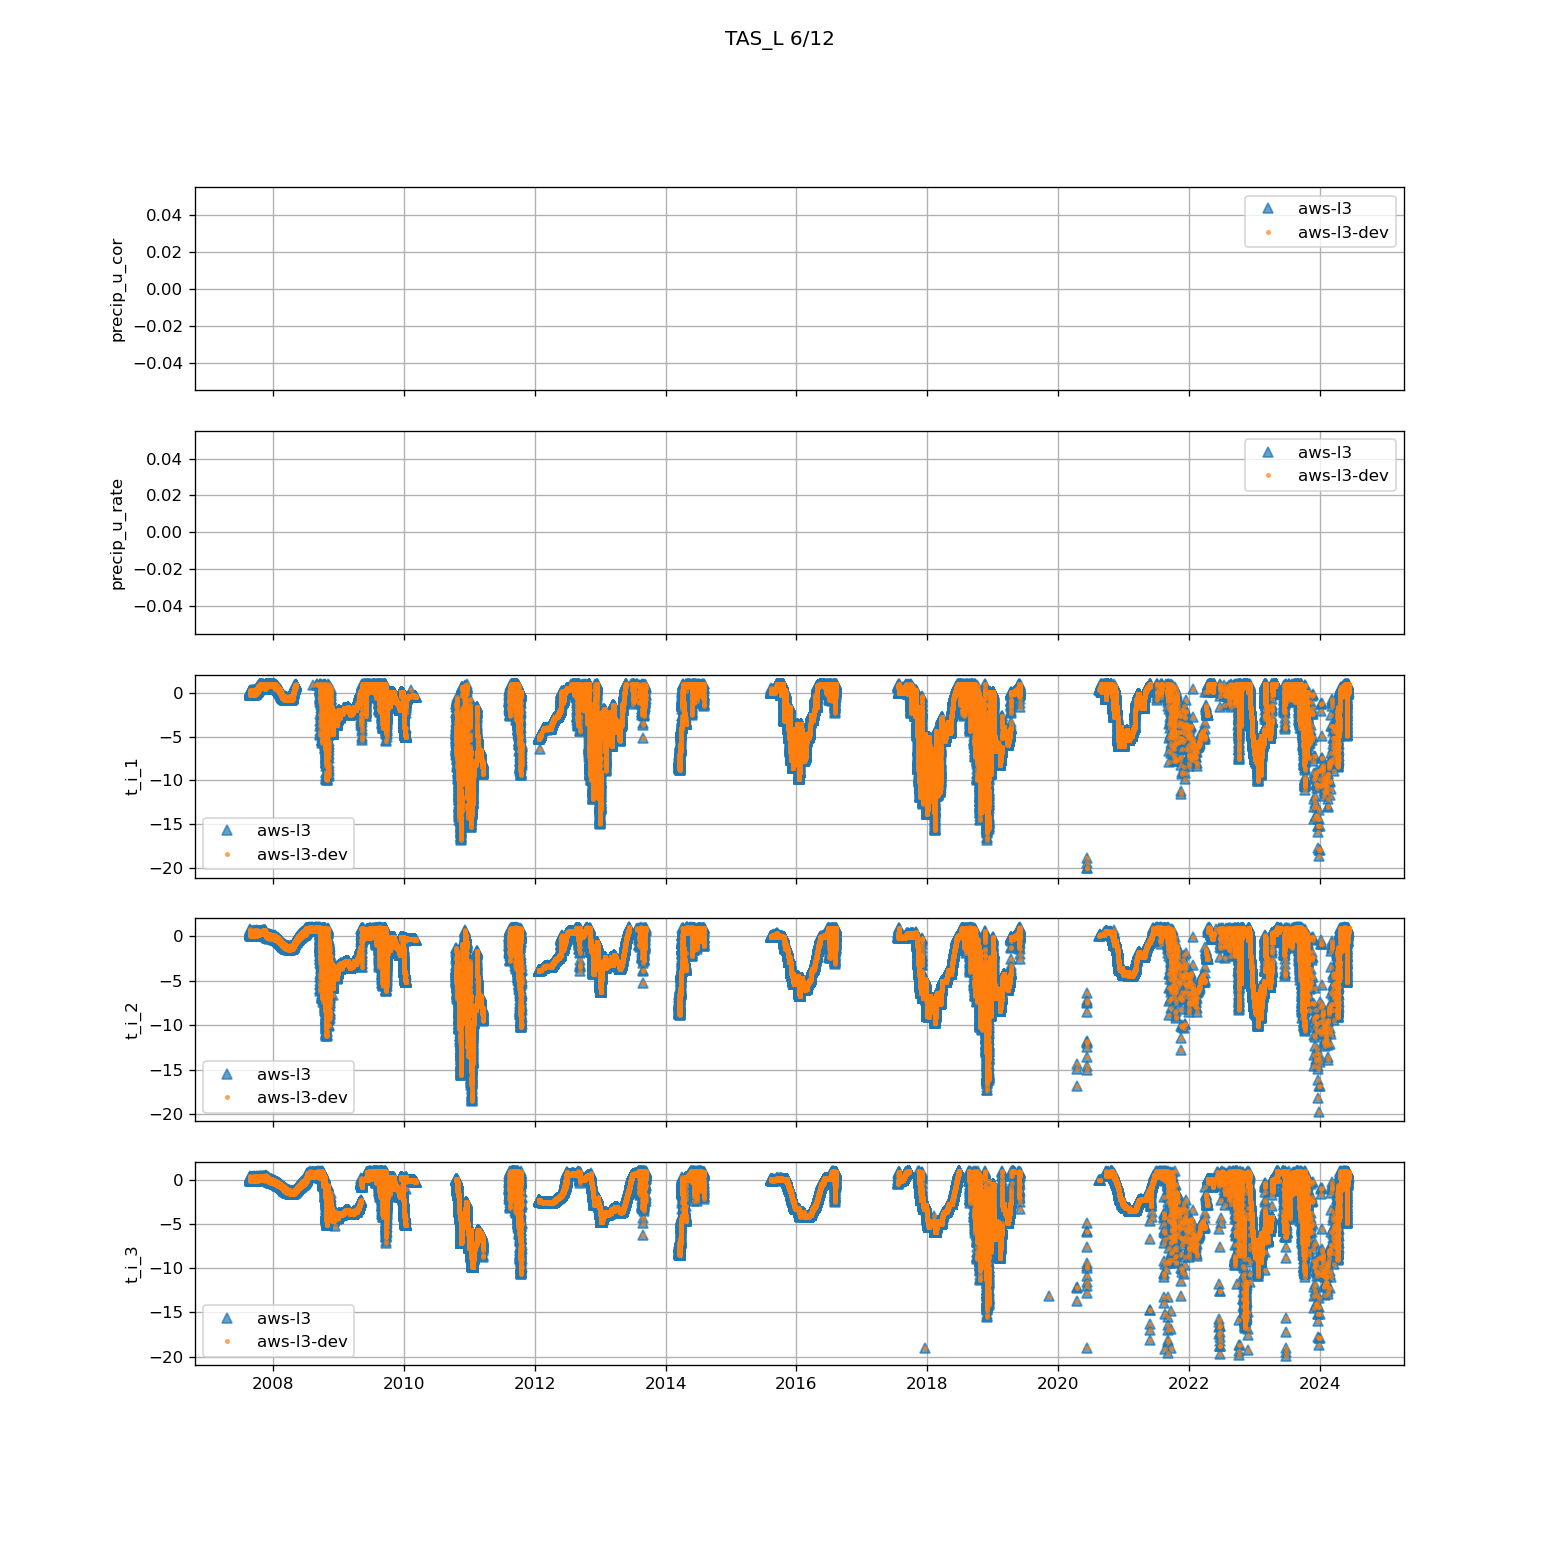 TAS_L 6/12
precip_u_cor
0.04
0.02
0.00
−0.02
−0.04
aws-l3
aws-l3-dev
precip_u_rate
0.04
0.02
0.00
−0.02
−0.04
aws-l3
aws-l3-dev
t_i_1
0
−5
−10
−15
−20
aws-l3
aws-l3-dev
t_i_2
0
−5
−10
−15
−20
aws-l3
aws-l3-dev
t_i_3
0
−5
−10
−15
−20
aws-l3
aws-l3-dev
2008 2010 2012 2014 2016 2018 2020 2022 2024